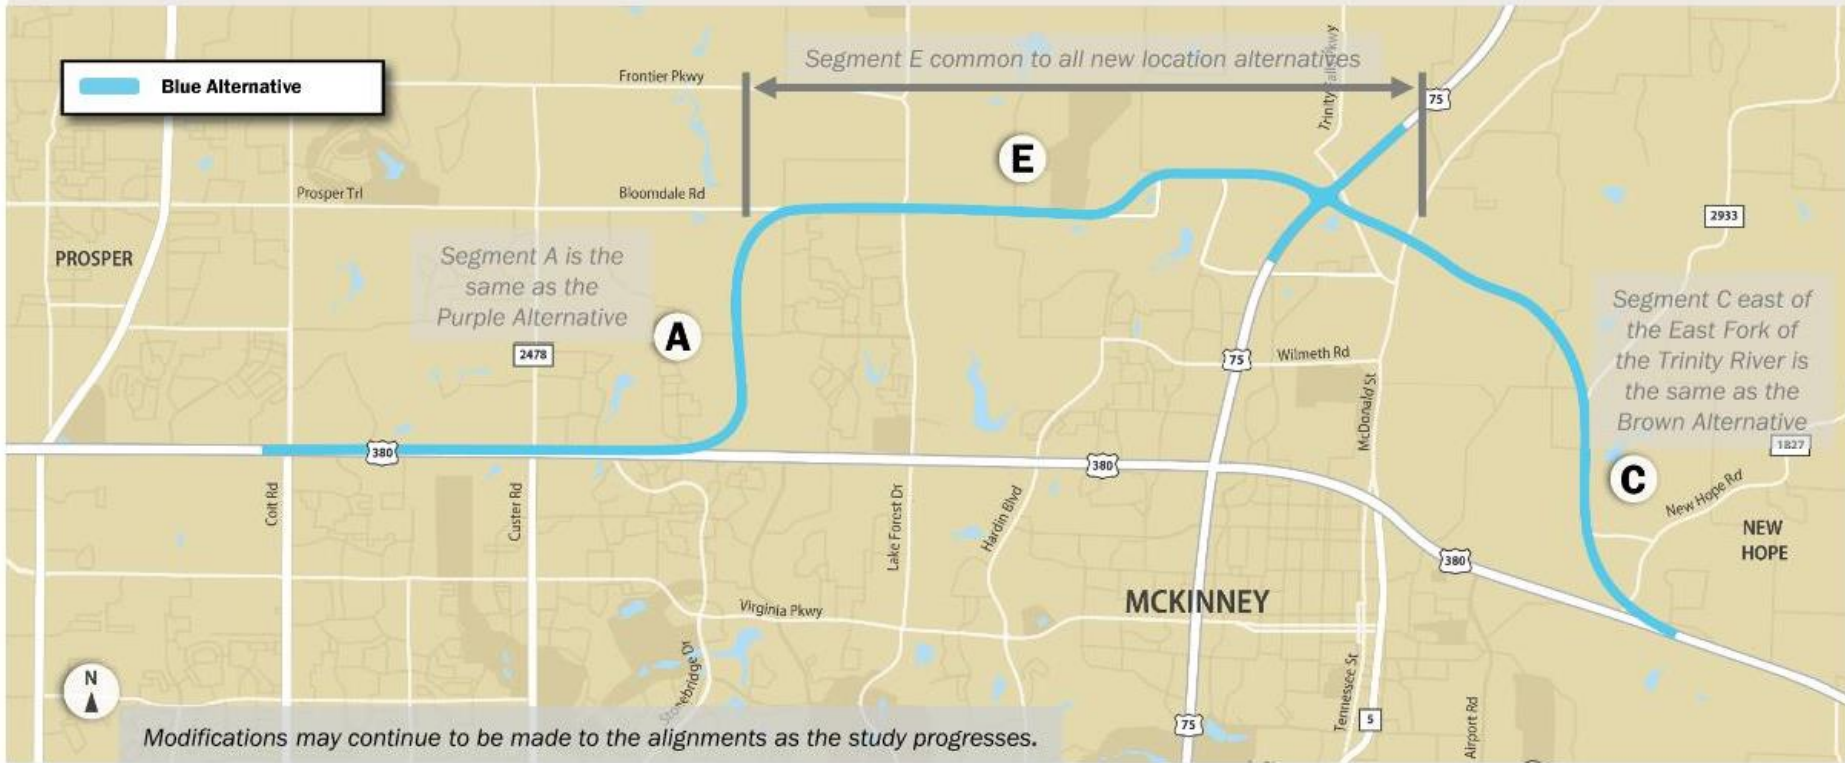 Blue Alternative
Segment E common to all new location alternatives
Frontier Pkwy
Trinity Falls Pkwy
75
E
Prosper Trl
Bloomdale Rd
2933
PROSPER
Segment A is the
same as the
Purple Alternative
A
2478
Segment C east of
the East Fork of
the Trinity River is
the same as the
Brown Alternative
75
Wilmeth Rd
McDonald St
1827
380
380
C
New Hope Rd
NEW
HOPE
Coit Rd
Custer Rd
Lake Forest Dr
Hardin Blvd
380
MCKINNEY
Virginia Pkwy
Stonebridge Dr
Tennessee St
Airport Rd
N
75
5
Modifications may continue to be made to the alignments as the study progresses.